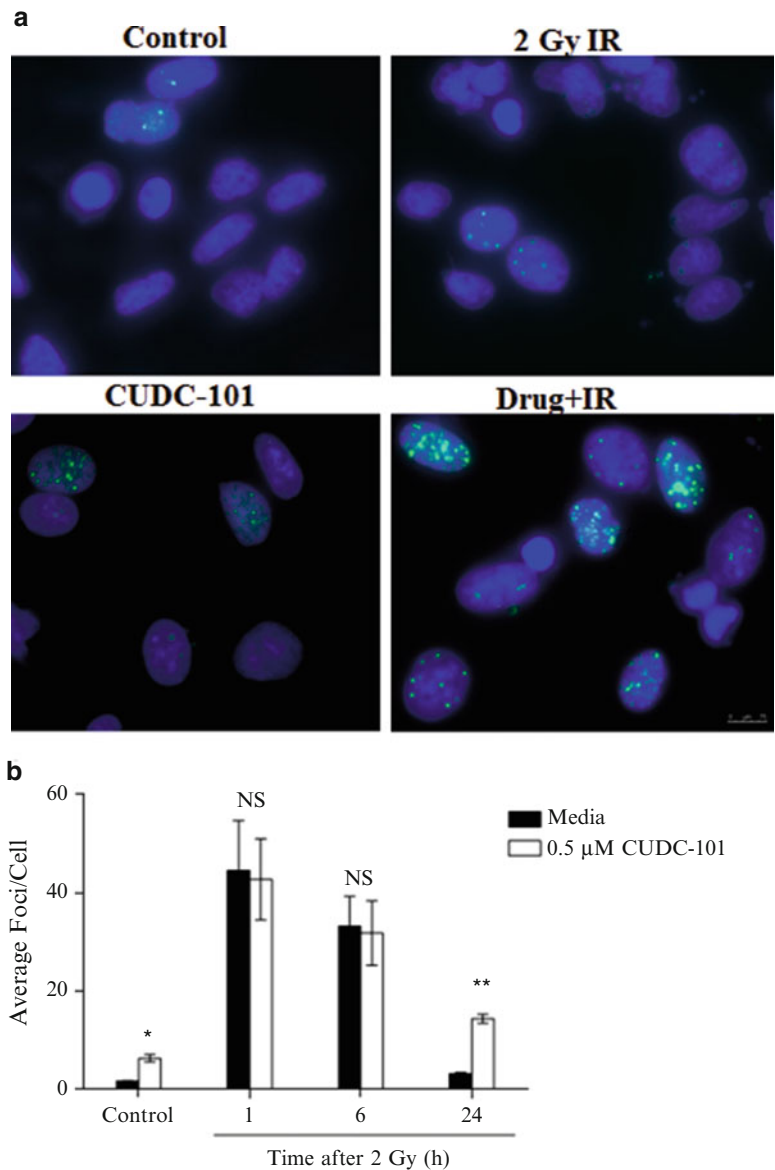 a
Control
2 Gy IR
CUDC-101
Drug+IR
b
60
40
20
0
Average Foci/Cell
NS
NS
*
**
Media
0.5 µM CUDC-101
Control
1
6
24
Time after 2 Gy (h)